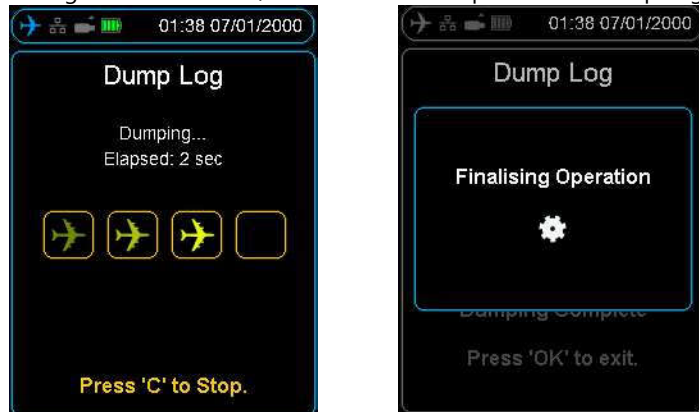 01:38 07/01/2000
Dump Log
Dumping...
Elapsed: 2 sec
Press 'C' to Stop.
01:38 07/01/2000
Dump Log
Finalising Operation
Dumping Complete
Press 'OK' to exit.